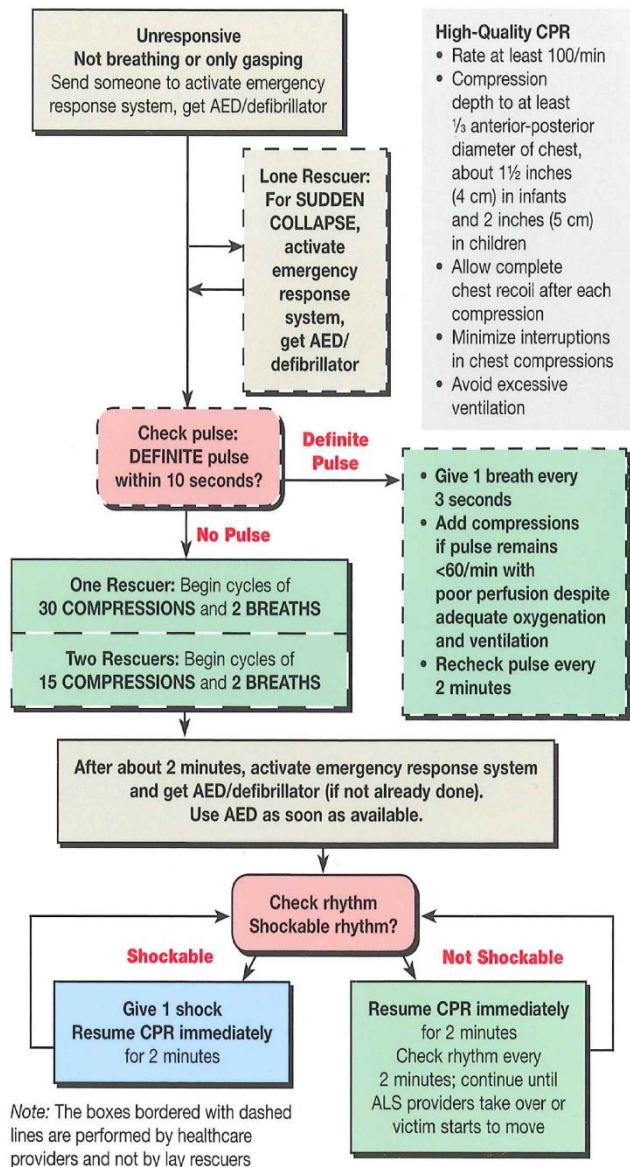 Unresponsive
Not breathing or only gasping
Send someone to activate emergency
response system, get AED/defibrillator
High-Quality CPR
• Rate at least 100/min
• Compression
depth to at least
⅓ anterior-posterior
diameter of chest,
about 1½ inches
(4 cm) in infants
and 2 inches (5 cm)
in children
• Allow complete
chest recoil after each
compression
• Minimize interruptions
in chest compressions
• Avoid excessive
ventilation
Lone Rescuer:
For SUDDEN
COLLAPSE,
activate
emergency
response
system,
get AED/
defibrillator
Check pulse:
DEFINITE pulse
within 10 seconds?
Definite
Pulse
• Give 1 breath every
3 seconds
• Add compressions
if pulse remains
<60/min with
poor perfusion despite
adequate oxygenation
and ventilation
• Recheck pulse every
2 minutes
No Pulse
One Rescuer: Begin cycles of
30 COMPRESSIONS and 2 BREATHS
Two Rescuers: Begin cycles of
15 COMPRESSIONS and 2 BREATHS
After about 2 minutes, activate emergency response system
and get AED/defibrillator (if not already done).
Use AED as soon as available.
Check rhythm
Shockable rhythm?
Shockable
Not Shockable
Give 1 shock
Resume CPR immediately
for 2 minutes
Resume CPR immediately
for 2 minutes
Check rhythm every
2 minutes; continue until
ALS providers take over or
victim starts to move
Note: The boxes bordered with dashed
lines are performed by healthcare
providers and not by lay rescuers